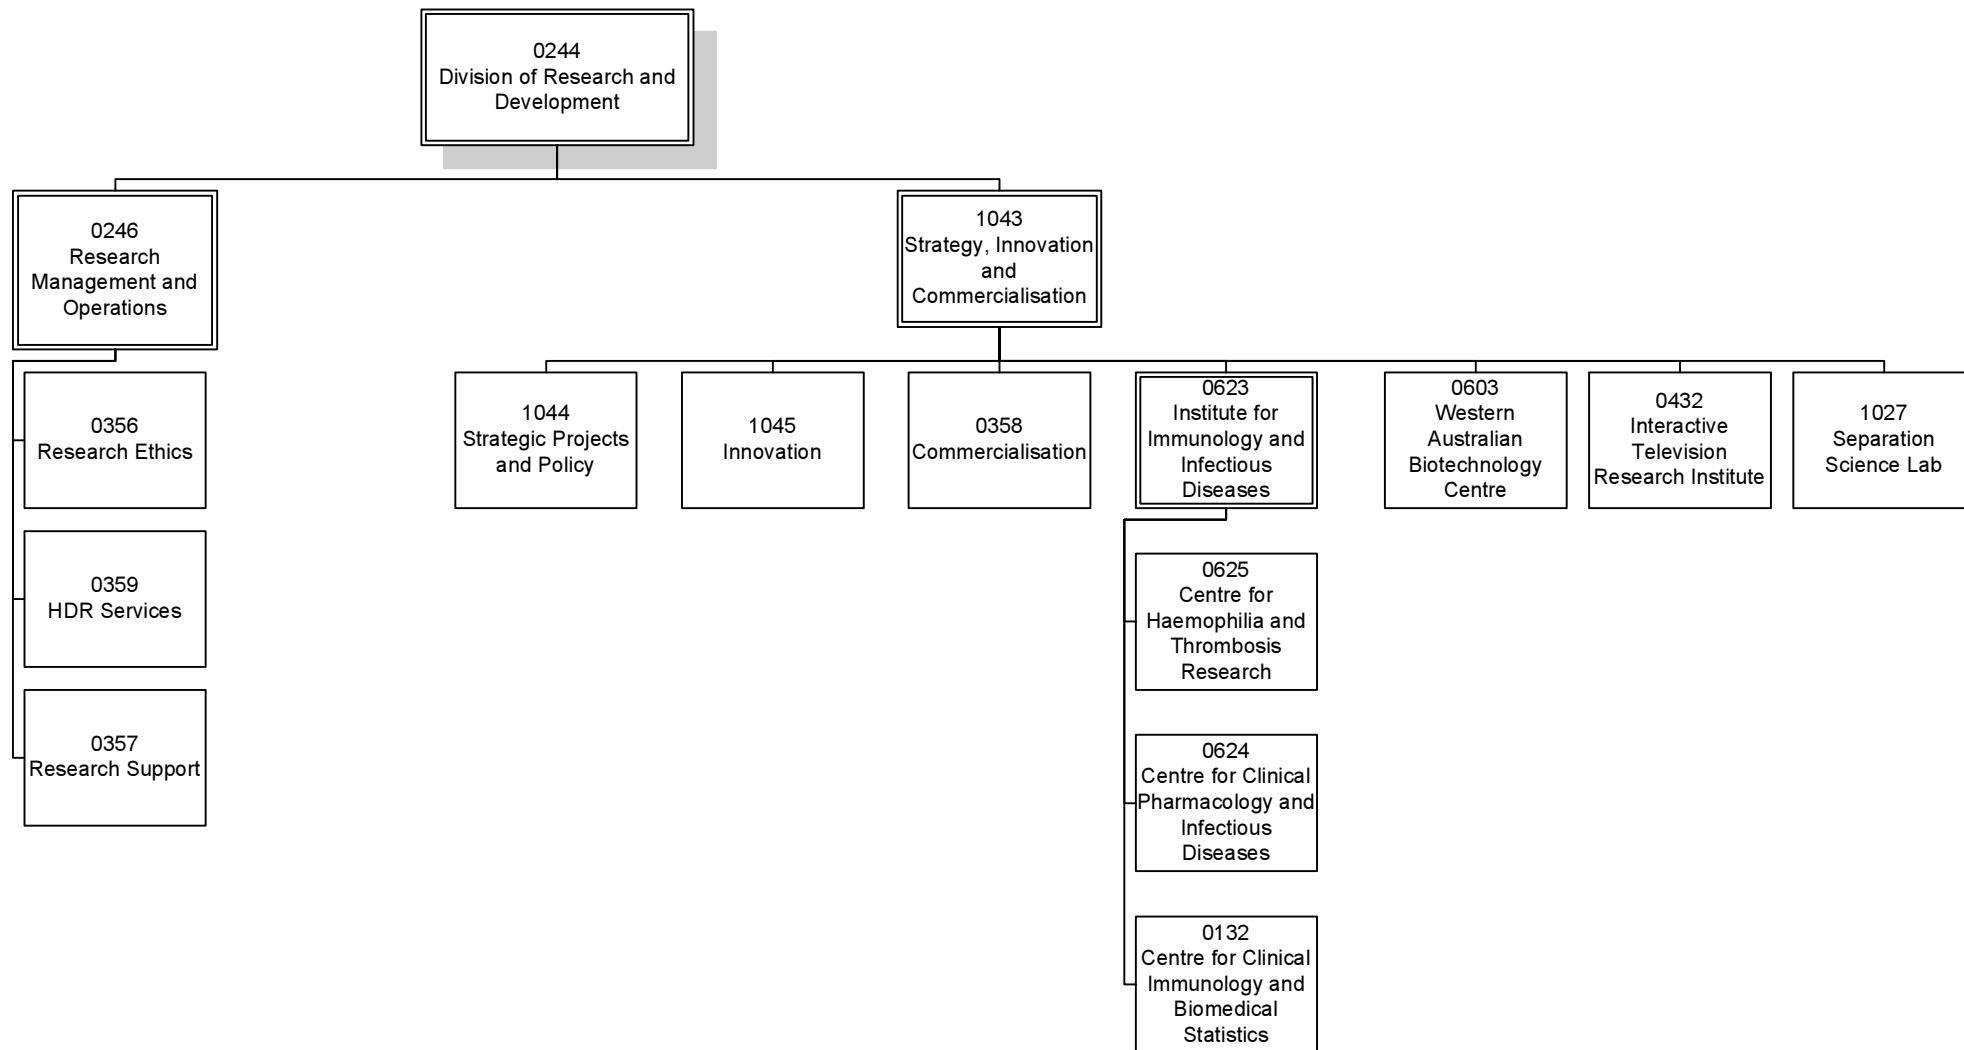 0244
Division of Research and
Development
0246
Research
Management and
Operations
1043
Strategy, Innovation
and
Commercialisation
0356
Research Ethics
0359
HDR Services
0357
Research Support
1044
Strategic Projects
and Policy
1045
Innovation
0358
Commercialisation
0623
Institute for
Immunology and
Infectious
Diseases
0603
Western
Australian
Biotechnology
Centre
0432
Interactive
Television
Research Institute
1027
Separation
Science Lab
0625
Centre for
Haemophilia and
Thrombosis
Research
0624
Centre for Clinical
Pharmacology and
Infectious
Diseases
0132
Centre for Clinical
Immunology and
Biomedical
Statistics